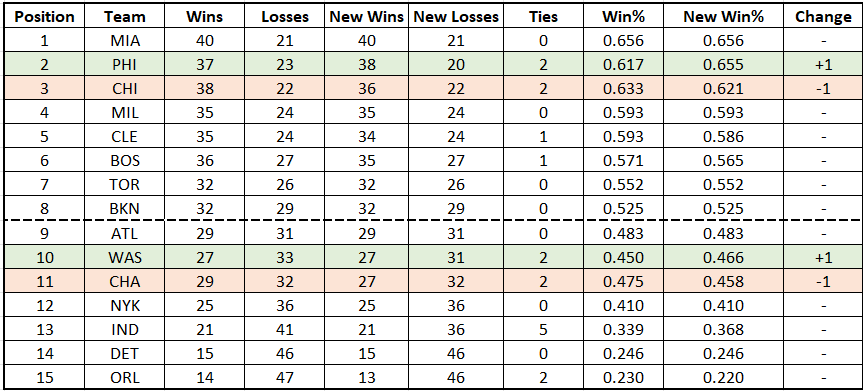 Position Team Wins Losses New Wins New Losses Ties Win% New Win% Change
1 MIA 40 21 40 21 0 0.656 0.656 -
2 PHI 37 23 38 20 2 0.617 0.655 +1
3 CHI 38 22 36 22 2 0.633 0.621 -1
4 MIL 35 24 35 24 0 0.593 0.593 -
5 CLE 35 24 34 24 1 0.593 0.586 -
6 BOS 36 27 35 27 1 0.571 0.565 -
7 TOR 32 26 32 26 0 0.552 0.552 -
8 BKN 32 29 32 29 0 0.525 0.525 -
9 ATL 29 31 29 31 0 0.483 0.483 -
10 WAS 27 33 27 31 2 0.450 0.466 +1
11 CHA 29 32 27 32 2 0.475 0.458 -1
12 NYK 25 36 25 36 0 0.410 0.410 -
13 IND 21 41 21 36 5 0.339 0.368 -
14 DET 15 46 15 46 0 0.246 0.246 -
15 ORL 14 47 13 46 2 0.230 0.220 -